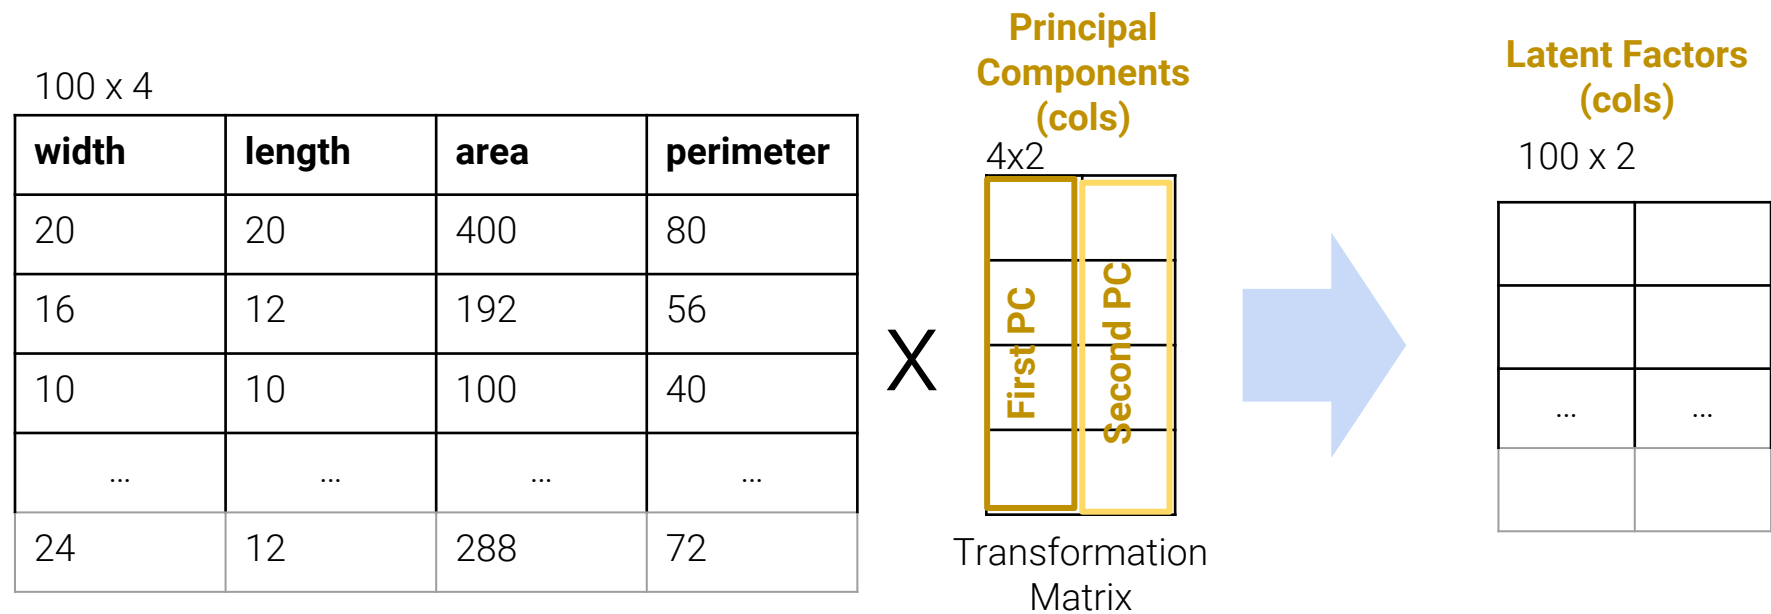 100 x 4
width length area perimeter
20 20 400 80
16 12 192 56
10 10 100 40
... ... ... ...
24 12 288 72
X
Principal
Components
(cols)
4x2
First PC
Second PC
Transformation
Matrix
Latent Factors
(cols)
100 x 2
... ...